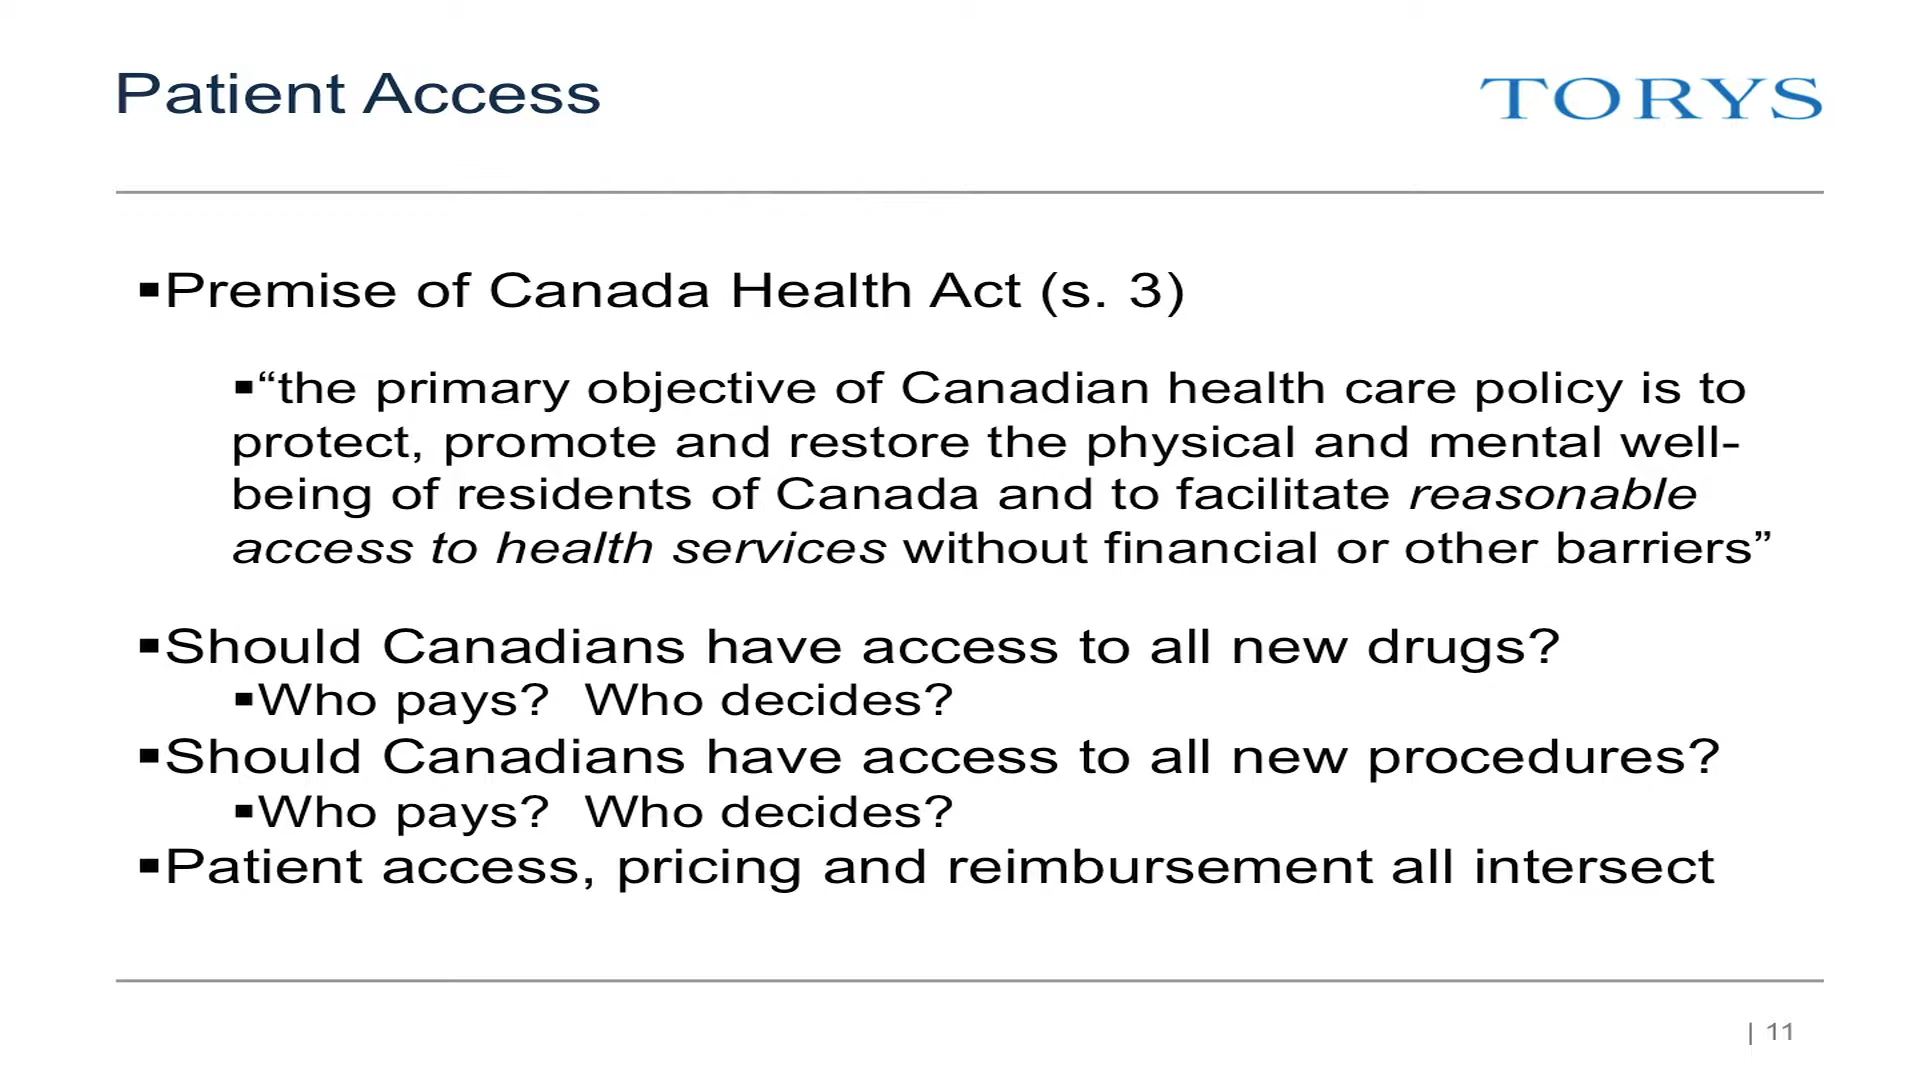 Patient Access
TORYS
▪Premise of Canada Health Act (s. 3)
▪“the primary objective of Canadian health care policy is to
protect, promote and restore the physical and mental well-
being of residents of Canada and to facilitate reasonable
access to health services without financial or other barriers”
▪Should Canadians have access to all new drugs?
▪Who pays?  Who decides?
▪Should Canadians have access to all new procedures?
▪Who pays?  Who decides?
▪Patient access, pricing and reimbursement all intersect
| 11